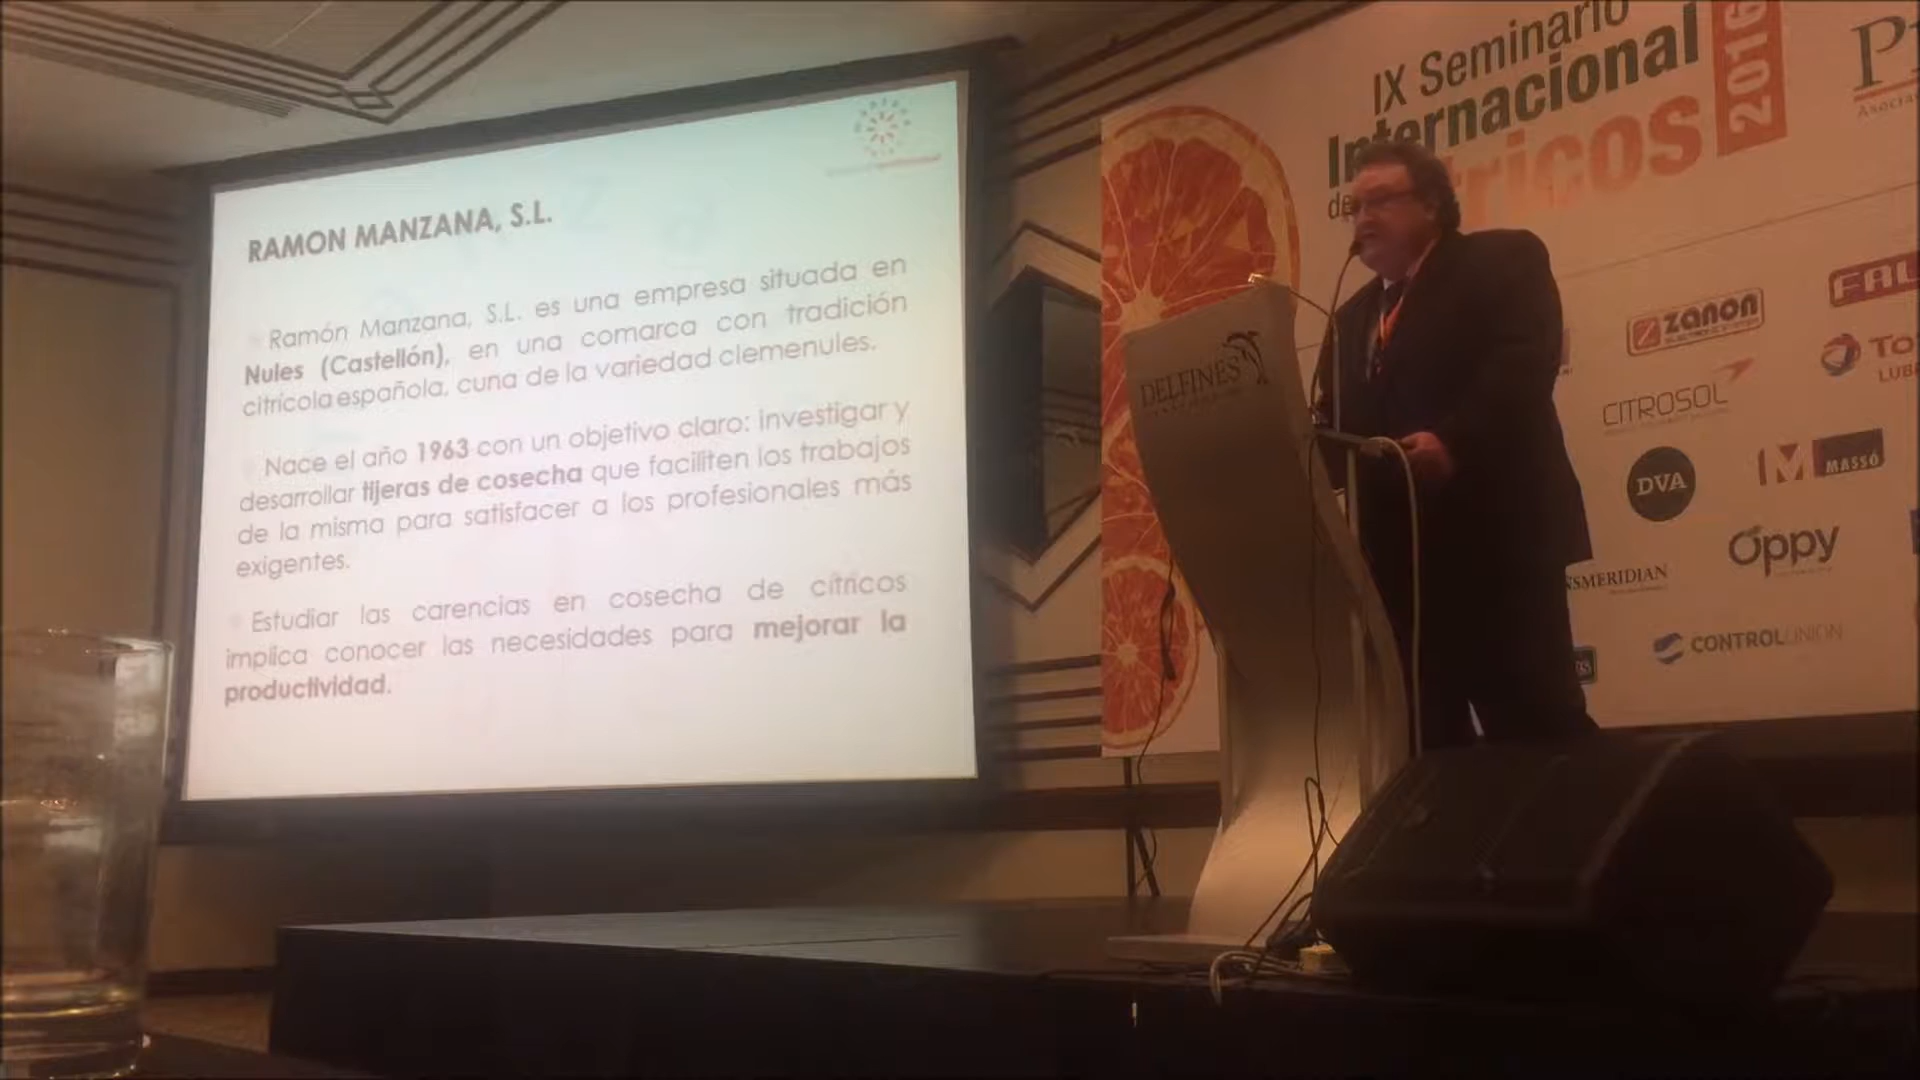 RAMON MANZANA, S.L.
Ramón Manzana, S.L. es una empresa situada en
Nules (Castellón), en una comarca con tradición
citrícola española, cuna de la variedad clemenules.
Nace el año 1963 con un objetivo claro: investigar y
desarrollar tijeras de cosecha que faciliten los trabajos
de la misma para satisfacer a los profesionales más
exigentes.
Estudiar las carencias en cosecha de cítricos
implica conocer las necesidades para mejorar la
productividad.
IX Seminario
Internacional
2016
DELFINES
ZANON
CITROSOL
DVA
MASSÓ
Oppy
CONTROL UNION